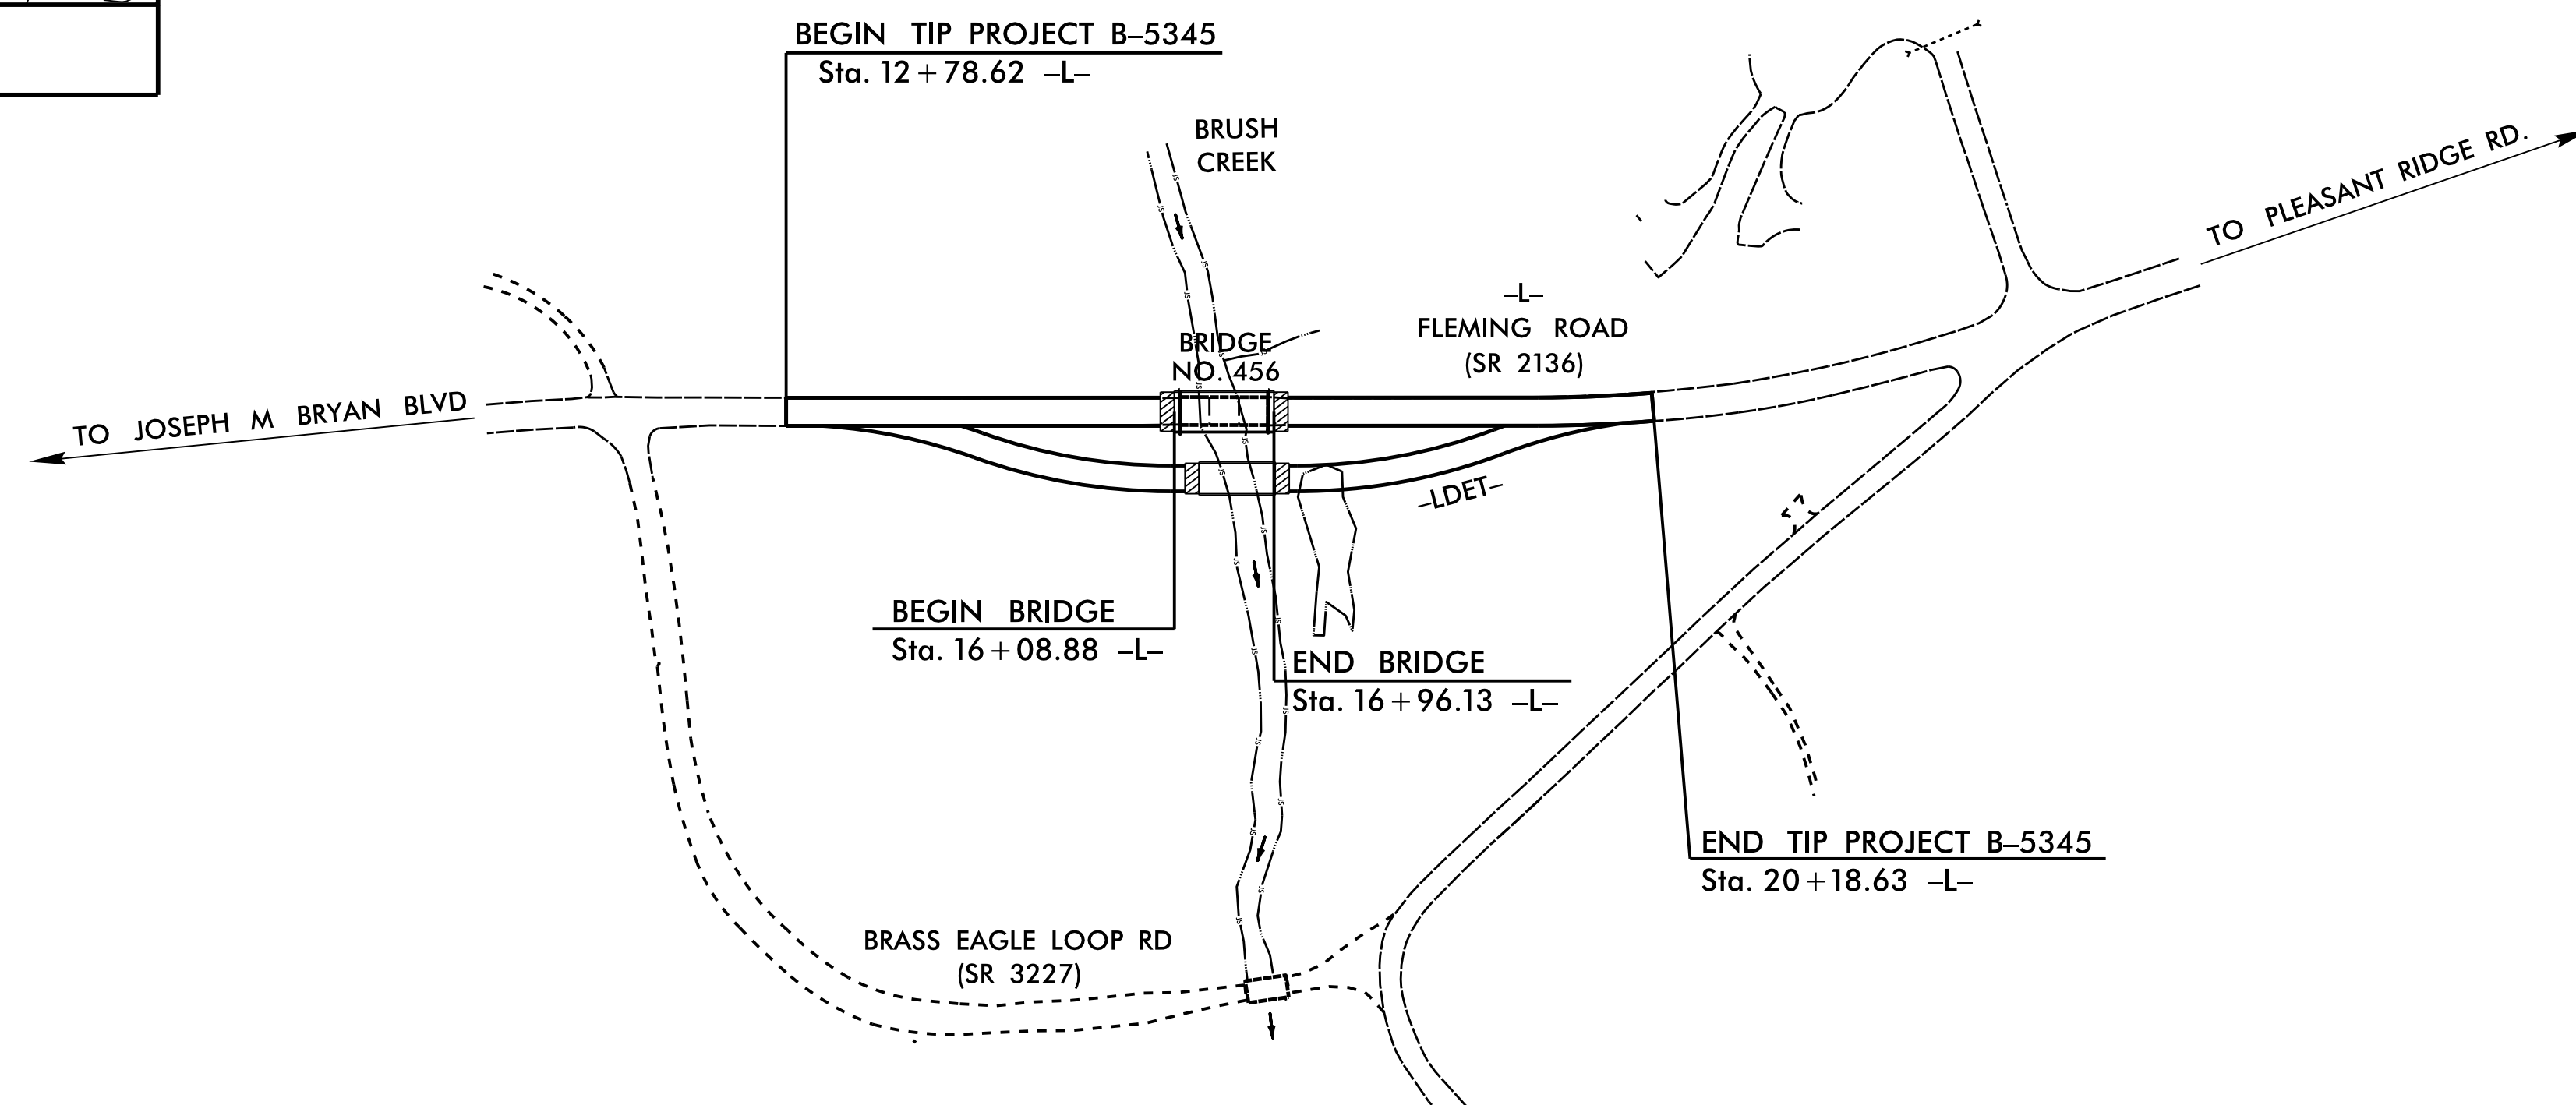 BEGIN TIP PROJECT B–5345
Sta. 12+78.62 –L–
BRUSH
CREEK
TO PLEASANT RIDGE RD.
–L–
FLEMING ROAD
(SR 2136)
BRIDGE
NO. 456
TO JOSEPH M BRYAN BLVD
–LDET–
BEGIN BRIDGE
Sta. 16+08.88 –L–
END BRIDGE
Sta. 16+96.13 –L–
END TIP PROJECT B–5345
Sta. 20+18.63 –L–
BRASS EAGLE LOOP RD
(SR 3227)